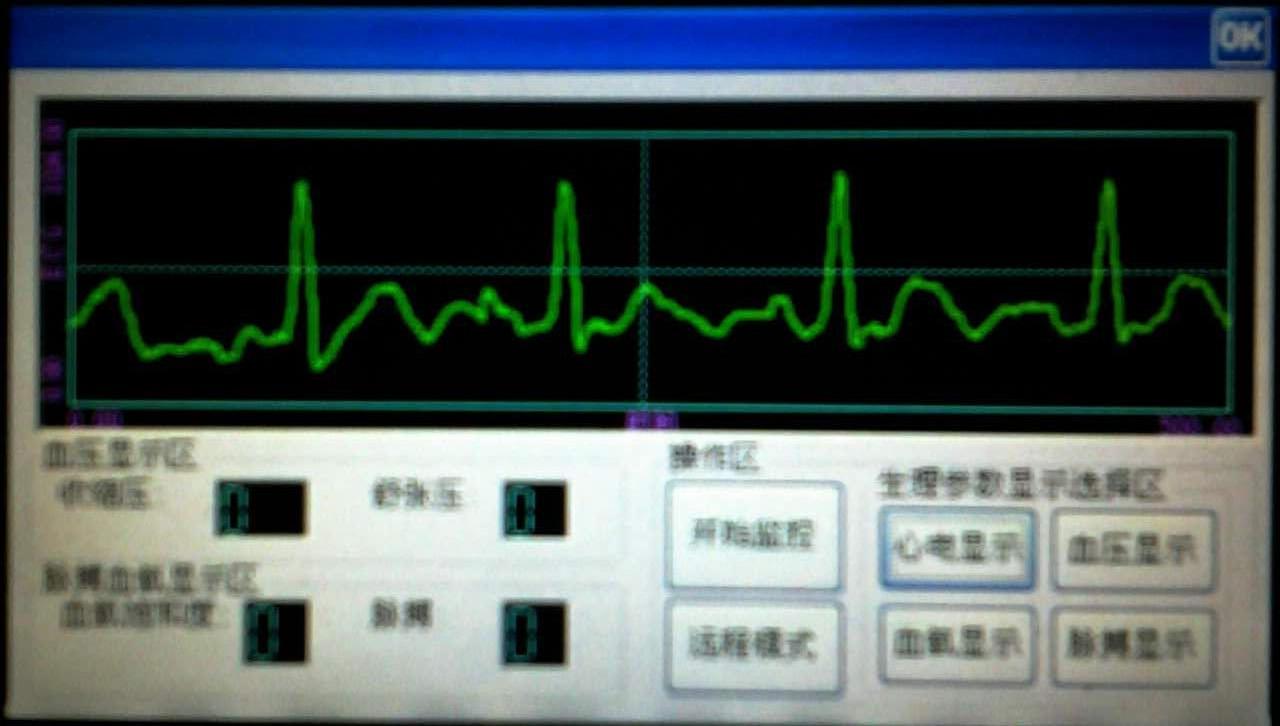 OK
ECG
血压显示区
收缩压 0
舒张压 0
脉搏血氧显示区
血氧饱和度 0
脉搏 0
操作区
开始监控
远程模式
生理参数显示选择区
心电显示
血压显示
血氧显示
脉搏显示